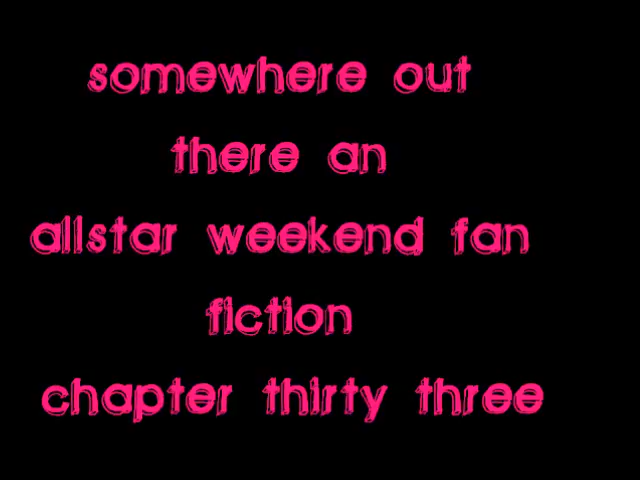 somewhere out
there an
allstar weekend fan
fiction
chapter thirty three